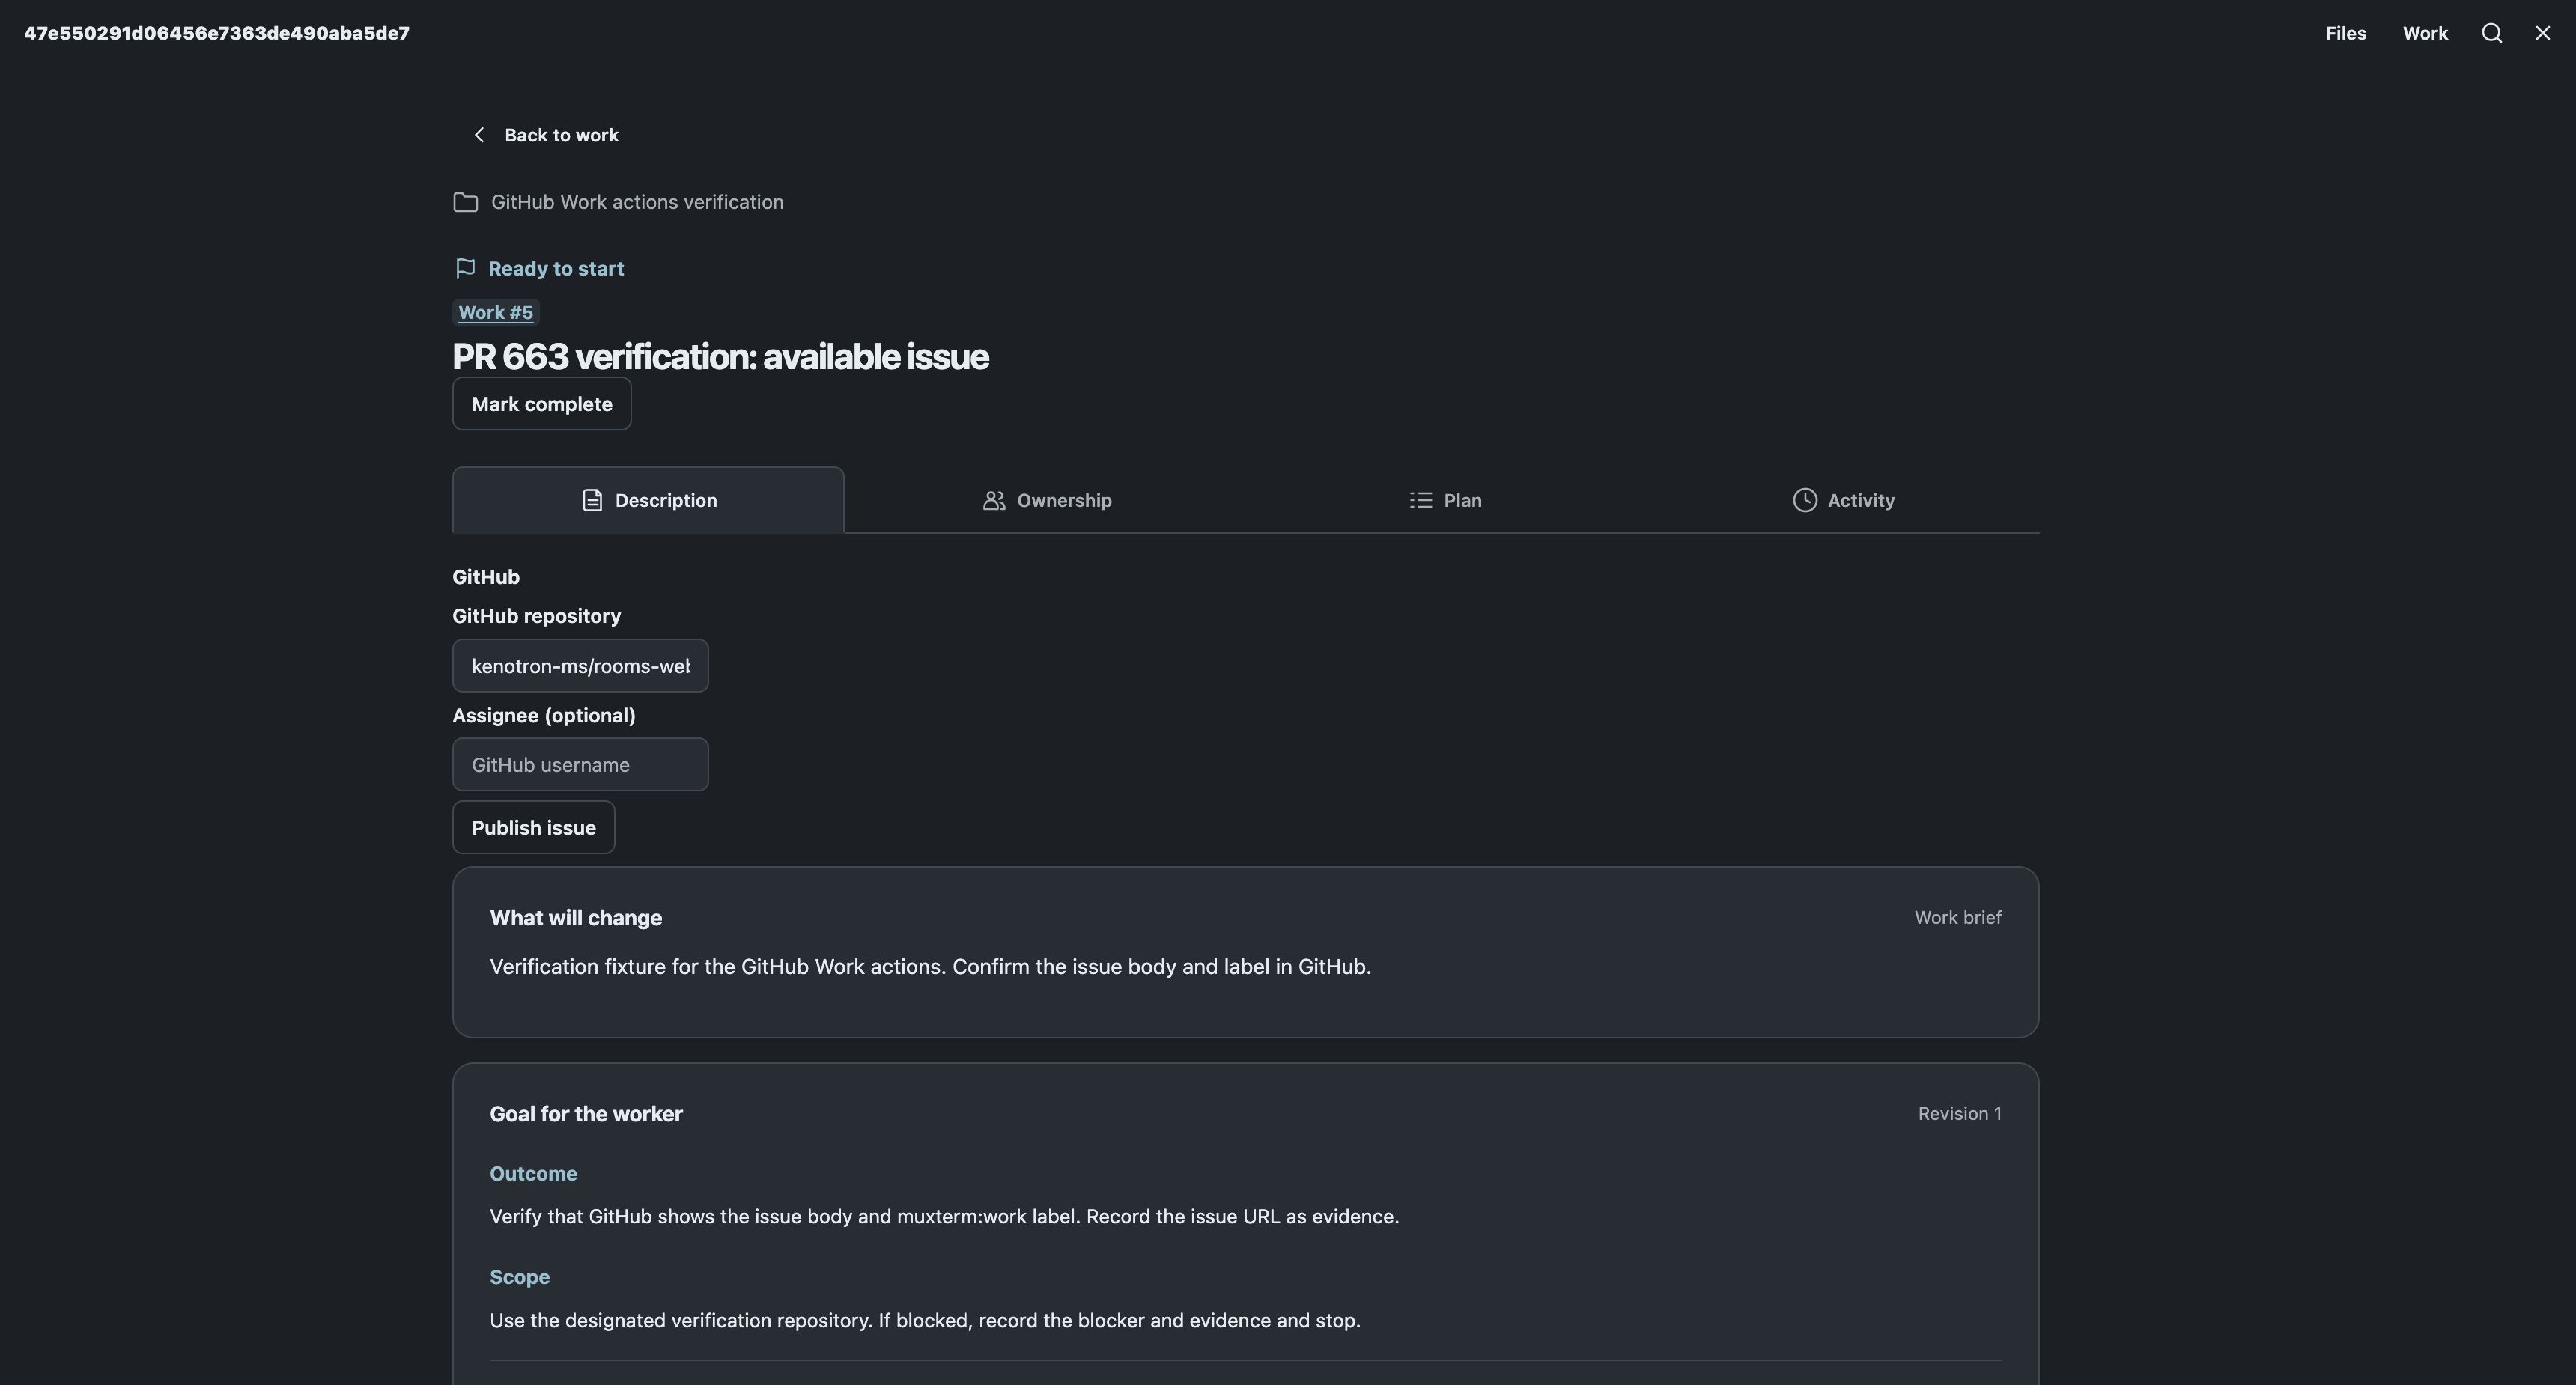 47e550291d06456e7363de490aba5de7
Files
Work
Back to work
GitHub Work actions verification
Ready to start
Work #5
PR 663 verification: available issue
Mark complete
Description
Ownership
Plan
Activity
GitHub
GitHub repository
kenotron-ms/rooms-web
Assignee (optional)
GitHub username
Publish issue
What will change
Work brief
Verification fixture for the GitHub Work actions. Confirm the issue body and label in GitHub.
Goal for the worker
Revision 1
Outcome
Verify that GitHub shows the issue body and muxterm:work label. Record the issue URL as evidence.
Scope
Use the designated verification repository. If blocked, record the blocker and evidence and stop.